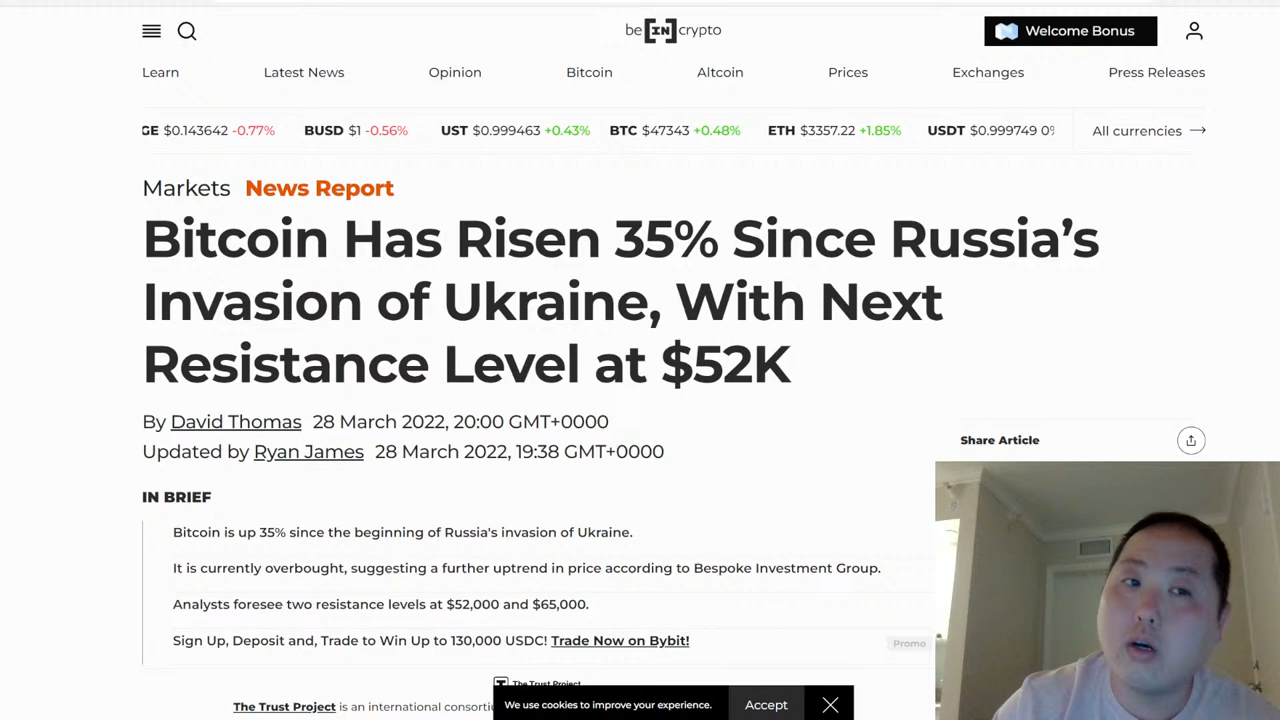 be[IN]crypto
Welcome Bonus
Learn
Latest News
Opinion
Bitcoin
Altcoin
Prices
Exchanges
Press Releases
GE $0.143642 -0.77%
BUSD $1 -0.56%
UST $0.999463 +0.43%
BTC $47343 +0.48%
ETH $3357.22 +1.85%
USDT $0.999749 0%
All currencies →
Markets News Report
Bitcoin Has Risen 35% Since Russia’s
Invasion of Ukraine, With Next
Resistance Level at $52K
By David Thomas 28 March 2022, 20:00 GMT+0000
Updated by Ryan James 28 March 2022, 19:38 GMT+0000
Share Article
IN BRIEF
Bitcoin is up 35% since the beginning of Russia's invasion of Ukraine.
It is currently overbought, suggesting a further uptrend in price according to Bespoke Investment Group.
Analysts foresee two resistance levels at $52,000 and $65,000.
Sign Up, Deposit and, Trade to Win Up to 130,000 USDC! Trade Now on Bybit!
Promo
The Trust Project
The Trust Project is an international
We use cookies to improve your experience.
Accept